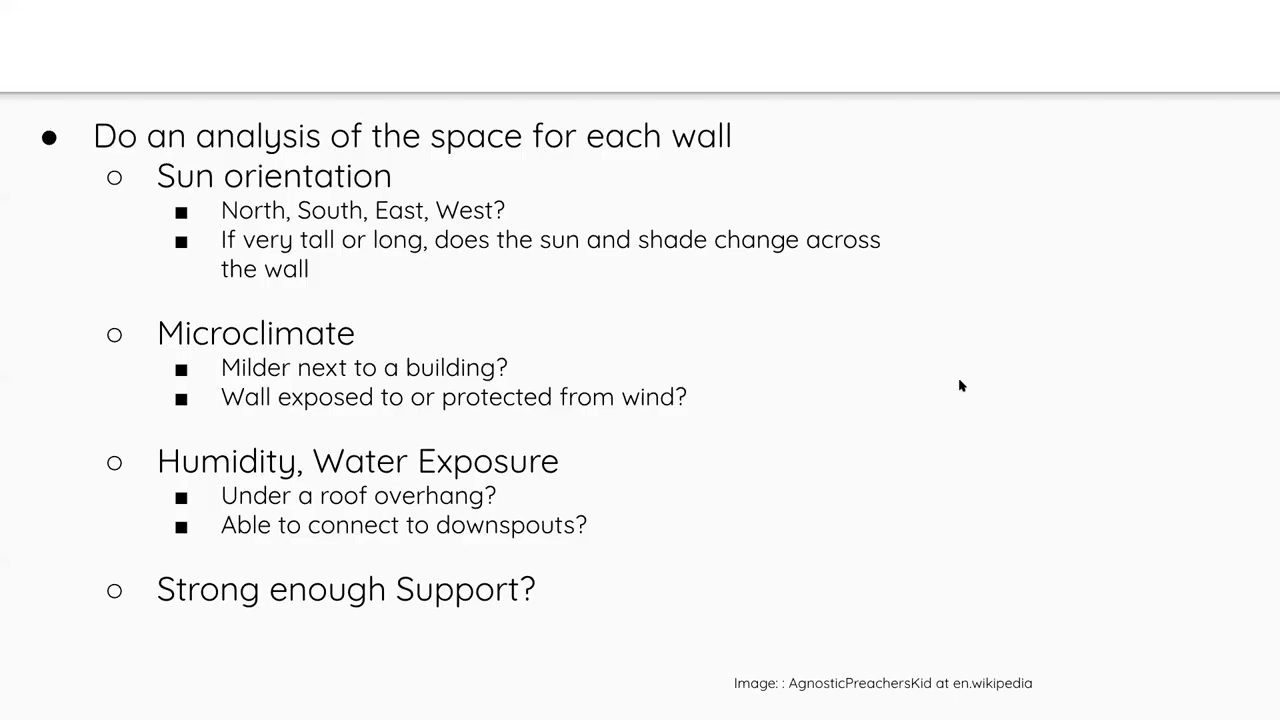 ● Do an analysis of the space for each wall
○ Sun orientation
■ North, South, East, West?
■ If very tall or long, does the sun and shade change across
the wall
○ Microclimate
■ Milder next to a building?
■ Wall exposed to or protected from wind?
○ Humidity, Water Exposure
■ Under a roof overhang?
■ Able to connect to downspouts?
○ Strong enough Support?
Image: : AgnosticPreachersKid at en.wikipedia